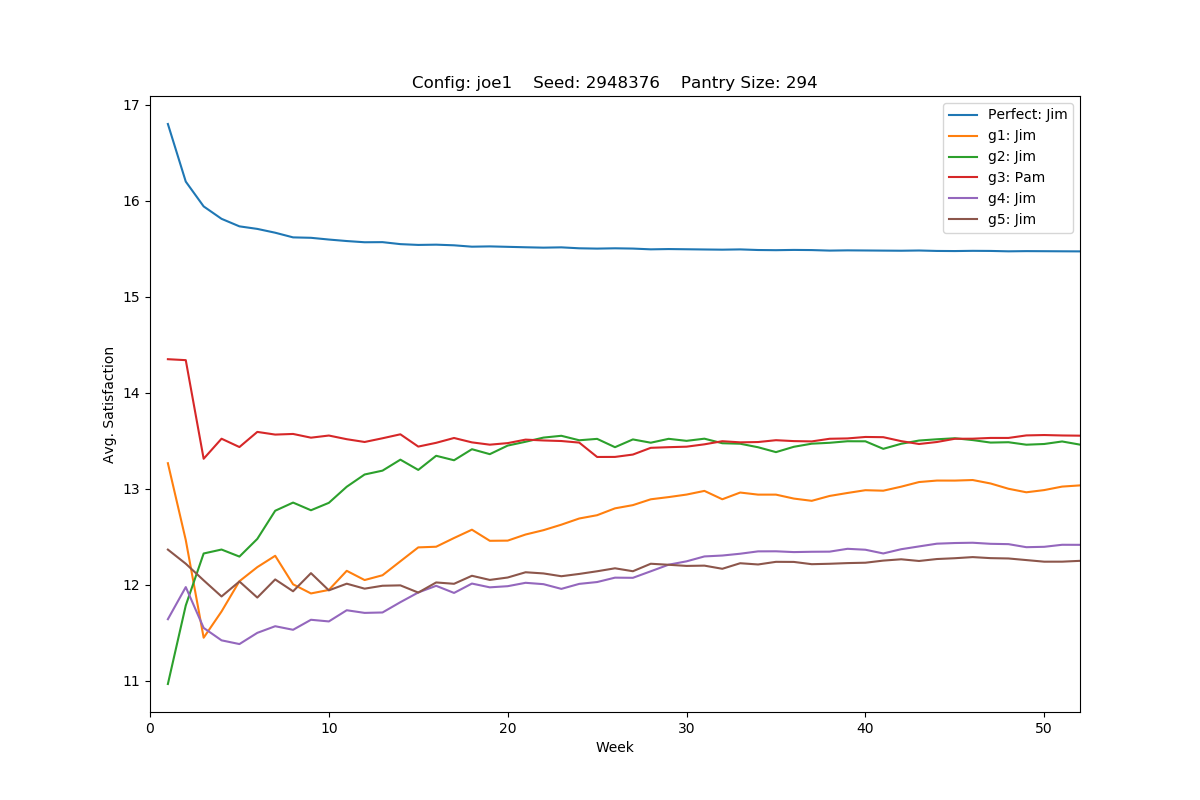 Config: joe1    Seed: 2948376    Pantry Size: 294
17
16
15
14
13
12
11
Avg. Satisfaction
Perfect: Jim
g1: Jim
g2: Jim
g3: Pam
g4: Jim
g5: Jim
0 10 20 30 40 50
Week